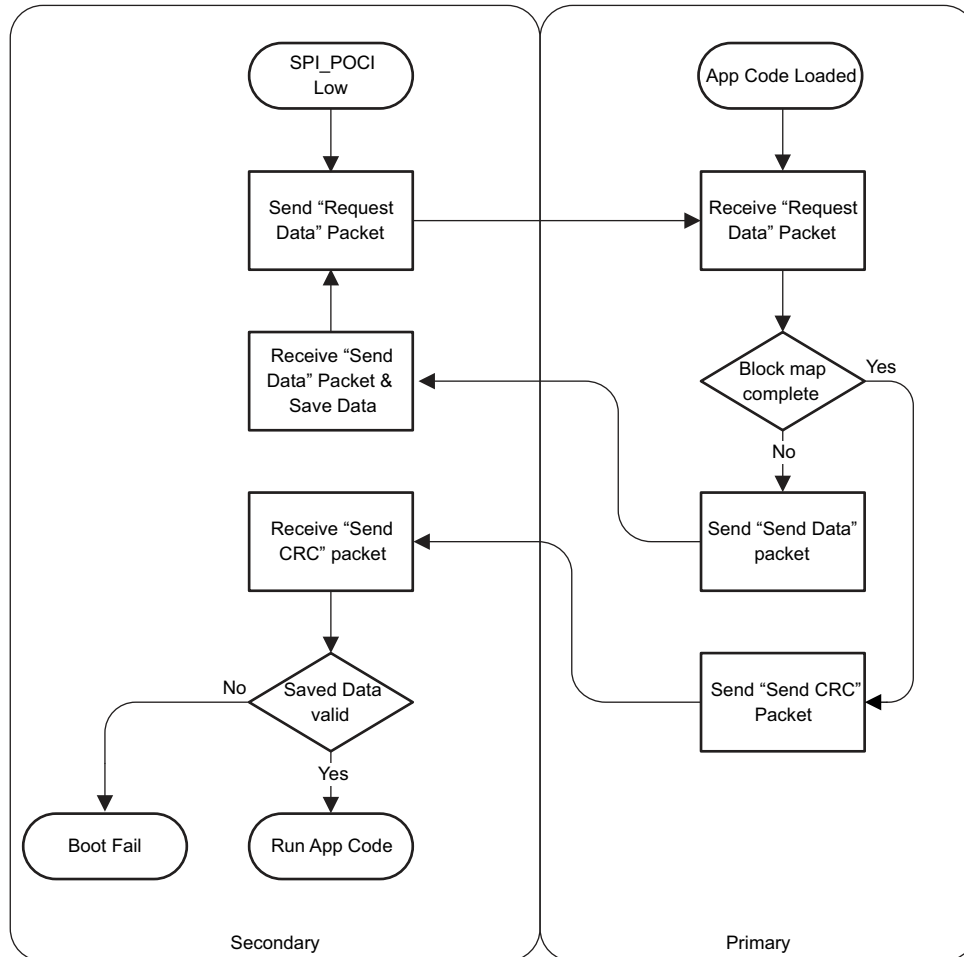 SPI_POCI
Low
Send “Request
Data” Packet
Receive “Send
Data” Packet &
Save Data
Receive “Send
CRC” packet
Saved Data
valid
No
Yes
Boot Fail
Run App Code
Secondary
App Code Loaded
Receive “Request
Data” Packet
Block map
complete
Yes
No
Send “Send Data”
packet
Send “Send CRC”
Packet
Primary